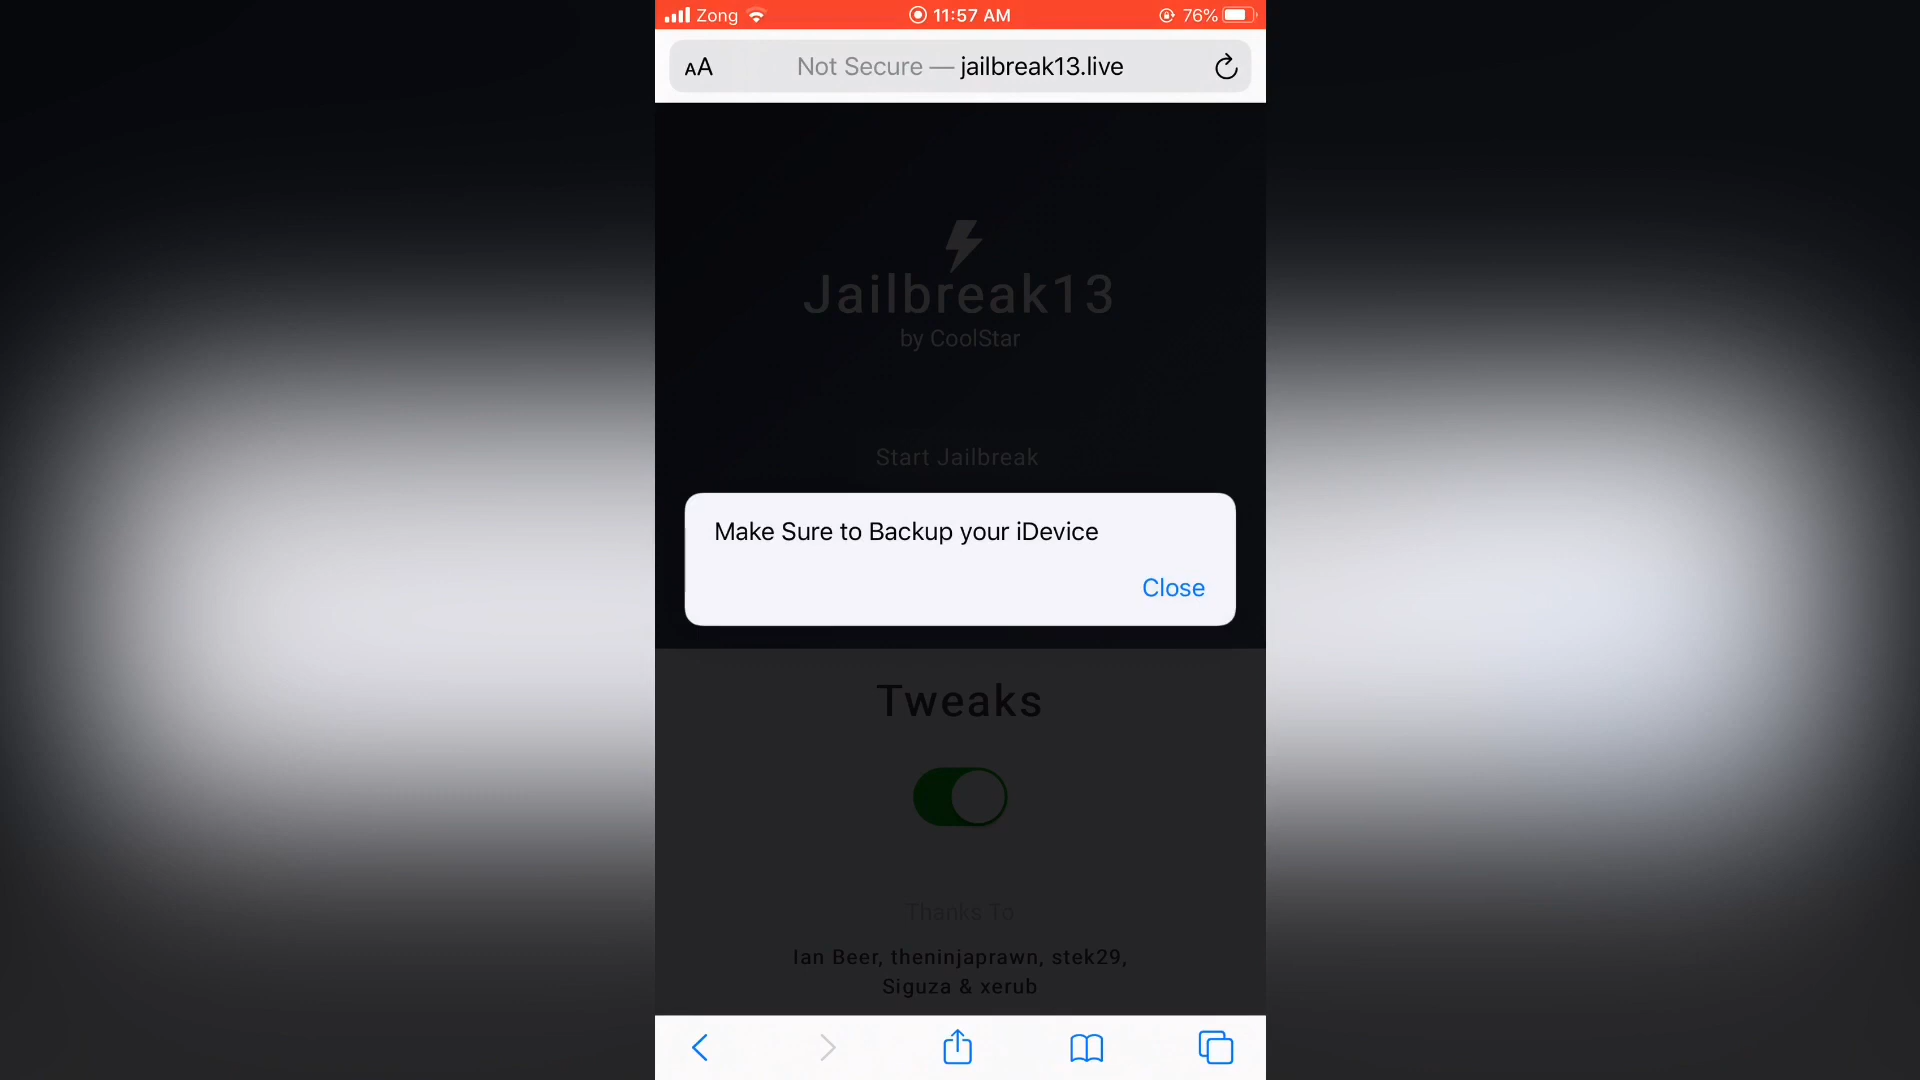 Zong 11:57 AM 76%
AA Not Secure — jailbreak13.live
Jailbreak13
by CoolStar
Start Jailbreak
Make Sure to Backup your iDevice
Close
Tweaks
Thanks To
Ian Beer, theninjaprawn, stek29,
Siguza & xerub